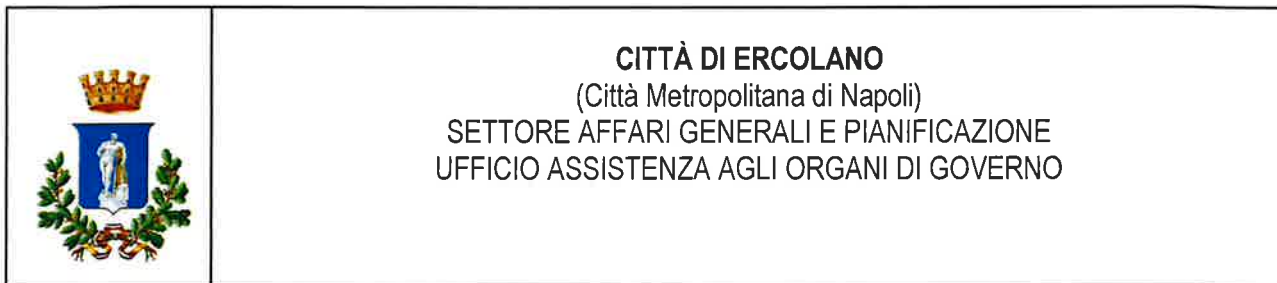 CITTÀ DI ERCOLANO
(Città Metropolitana di Napoli)
SETTORE AFFARI GENERALI E PIANIFICAZIONE
UFFICIO ASSISTENZA AGLI ORGANI DI GOVERNO